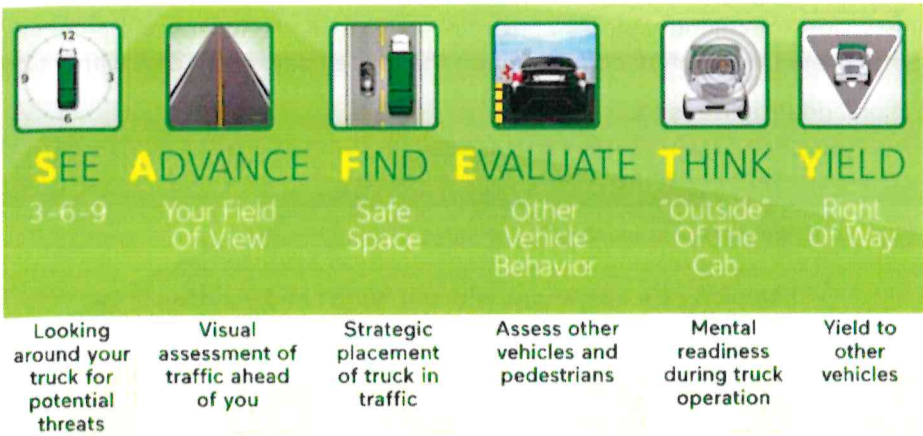 12
9
3
6
SEE
3-6-9
Looking
around your
truck for
potential
threats
ADVANCE
Your Field
Of View
Visual
assessment of
traffic ahead
of you
FIND
Safe
Space
Strategic
placement
of truck in
traffic
EVALUATE
Other
Vehicle
Behavior
Assess other
vehicles and
pedestrians
THINK
"Outside"
Of The
Cab
Mental
readiness
during truck
operation
YIELD
Right
Of Way
Yield to
other
vehicles